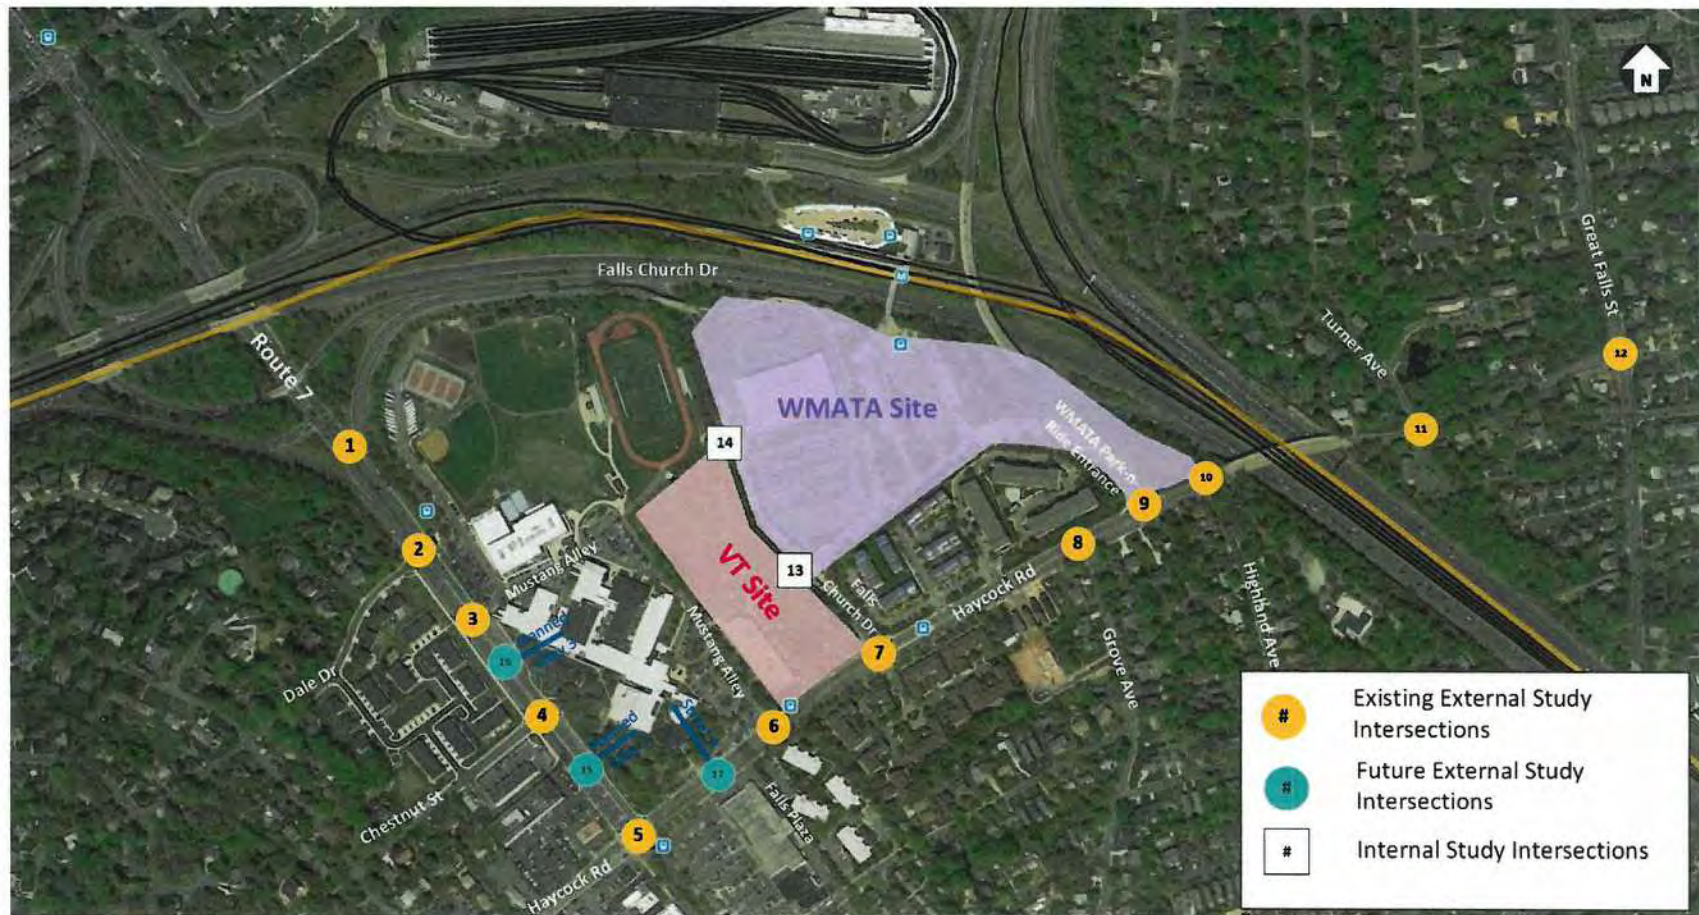 N
Falls Church Dr
Great Falls St
Route 7
Turner Ave
12
1
WMATA Site
14
WMATA Park-n-
Ride Entrance
11
10
9
2
8
VT Site
13
Mustang Alley
Falls
Church Dr
Haycock Rd
Highland Ave
3
Planned
7
Grove Ave
Dale Dr
Mustang Alley
4
6
Planned
17
Chestnut St
Falls Plaza
5
Haycock Rd
# Existing External Study
Intersections
# Future External Study
Intersections
# Internal Study Intersections